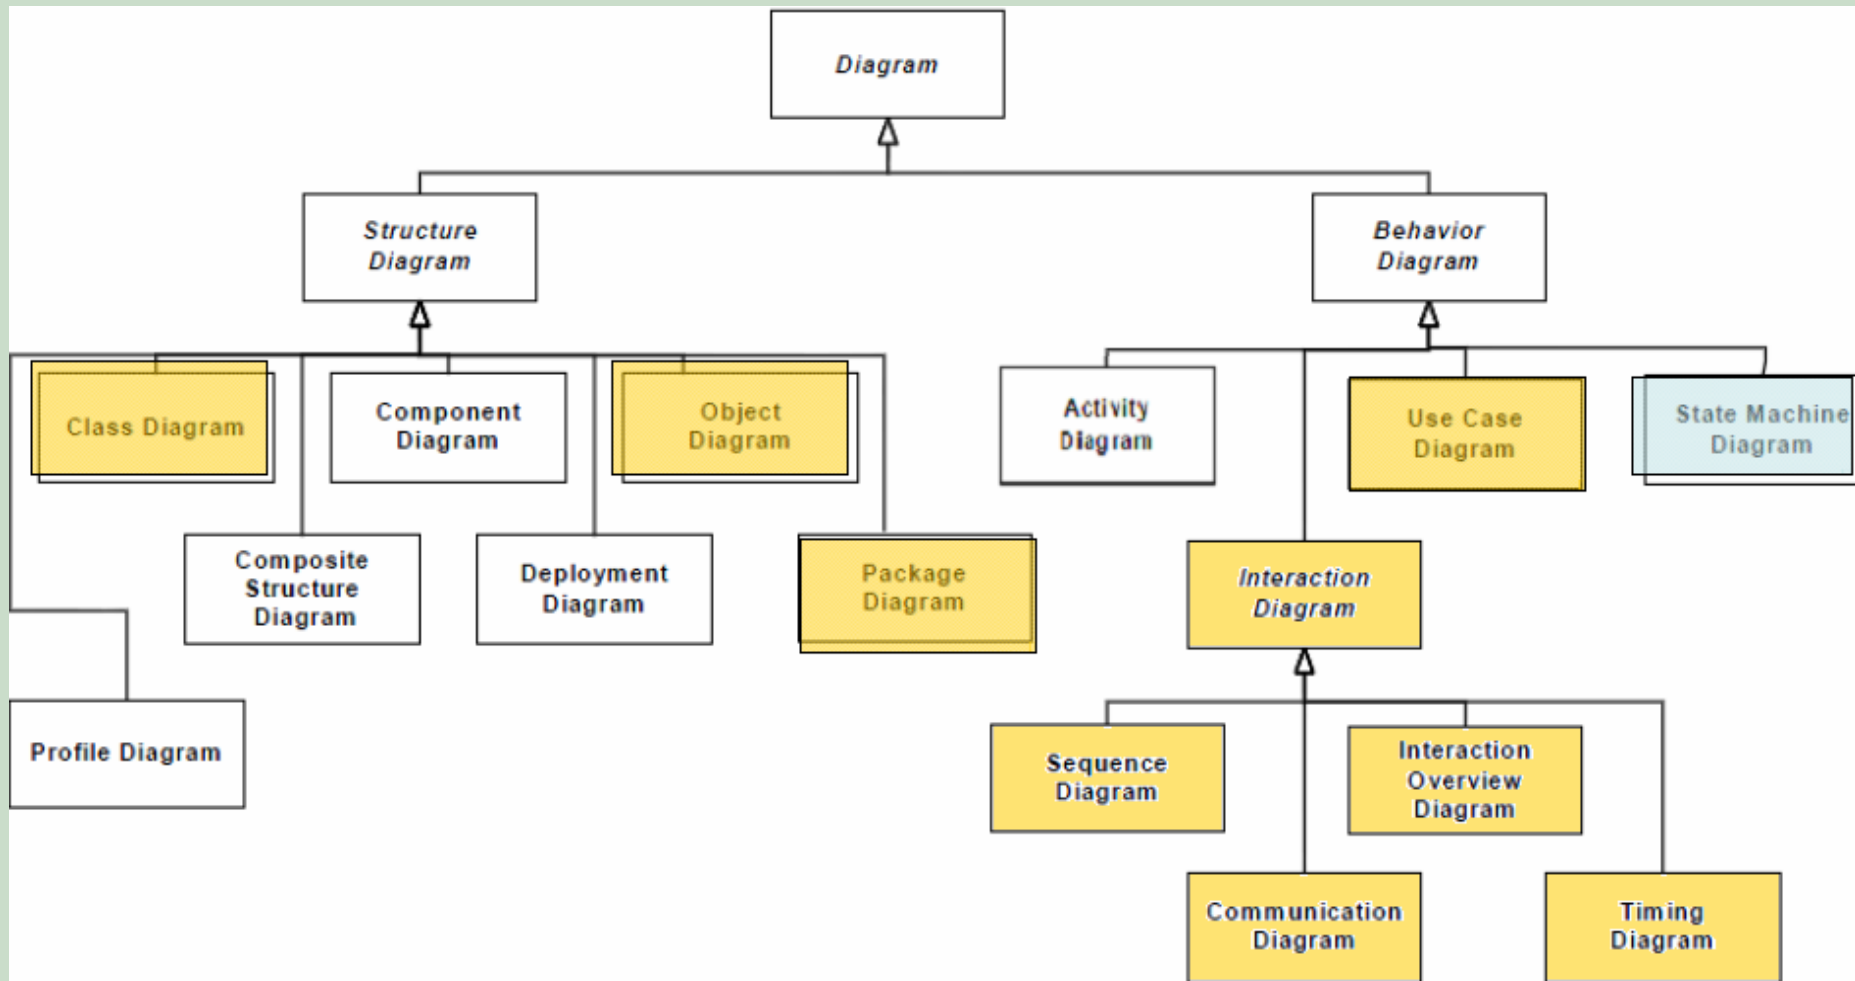 Diagram
Structure
Diagram
Behavior
Diagram
Class Diagram
Component
Diagram
Object
Diagram
Activity
Diagram
Use Case
Diagram
State Machine
Diagram
Composite
Structure
Diagram
Deployment
Diagram
Package
Diagram
Interaction
Diagram
Profile Diagram
Sequence
Diagram
Interaction
Overview
Diagram
Communication
Diagram
Timing
Diagram